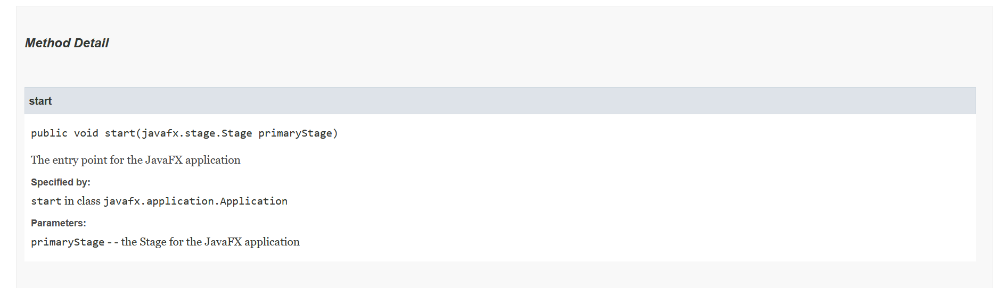 Method Detail
start
public void start(javafx.stage.Stage primaryStage)
The entry point for the JavaFX application
Specified by:
start in class javafx.application.Application
Parameters:
primaryStage - - the Stage for the JavaFX application